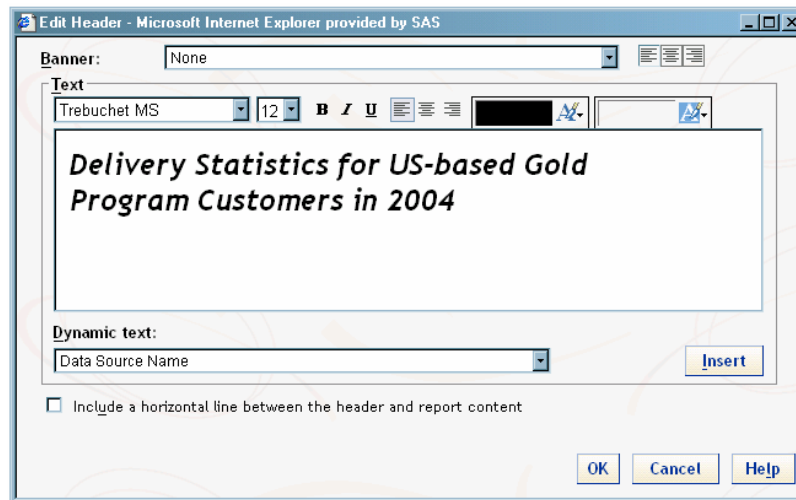 Edit Header - Microsoft Internet Explorer provided by SAS
Banner: None
Text
Trebuchet MS 12 B I U
Delivery Statistics for US-based Gold
Program Customers in 2004
Dynamic text:
Data Source Name Insert
Include a horizontal line between the header and report content
OK Cancel Help